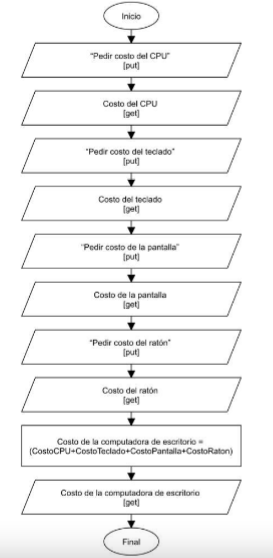 Inicio
"Pedir costo del CPU"
[put]
Costo del CPU
[get]
"Pedir costo del teclado"
[put]
Costo del teclado
[get]
"Pedir costo de la pantalla"
[put]
Costo de la pantalla
[get]
"Pedir costo del ratón"
[put]
Costo del ratón
[get]
Costo de la computadora de escritorio =
(CostoCPU+CostoTeclado+CostoPantalla+CostoRaton)
Costo de la computadora de escritorio
[get]
Final